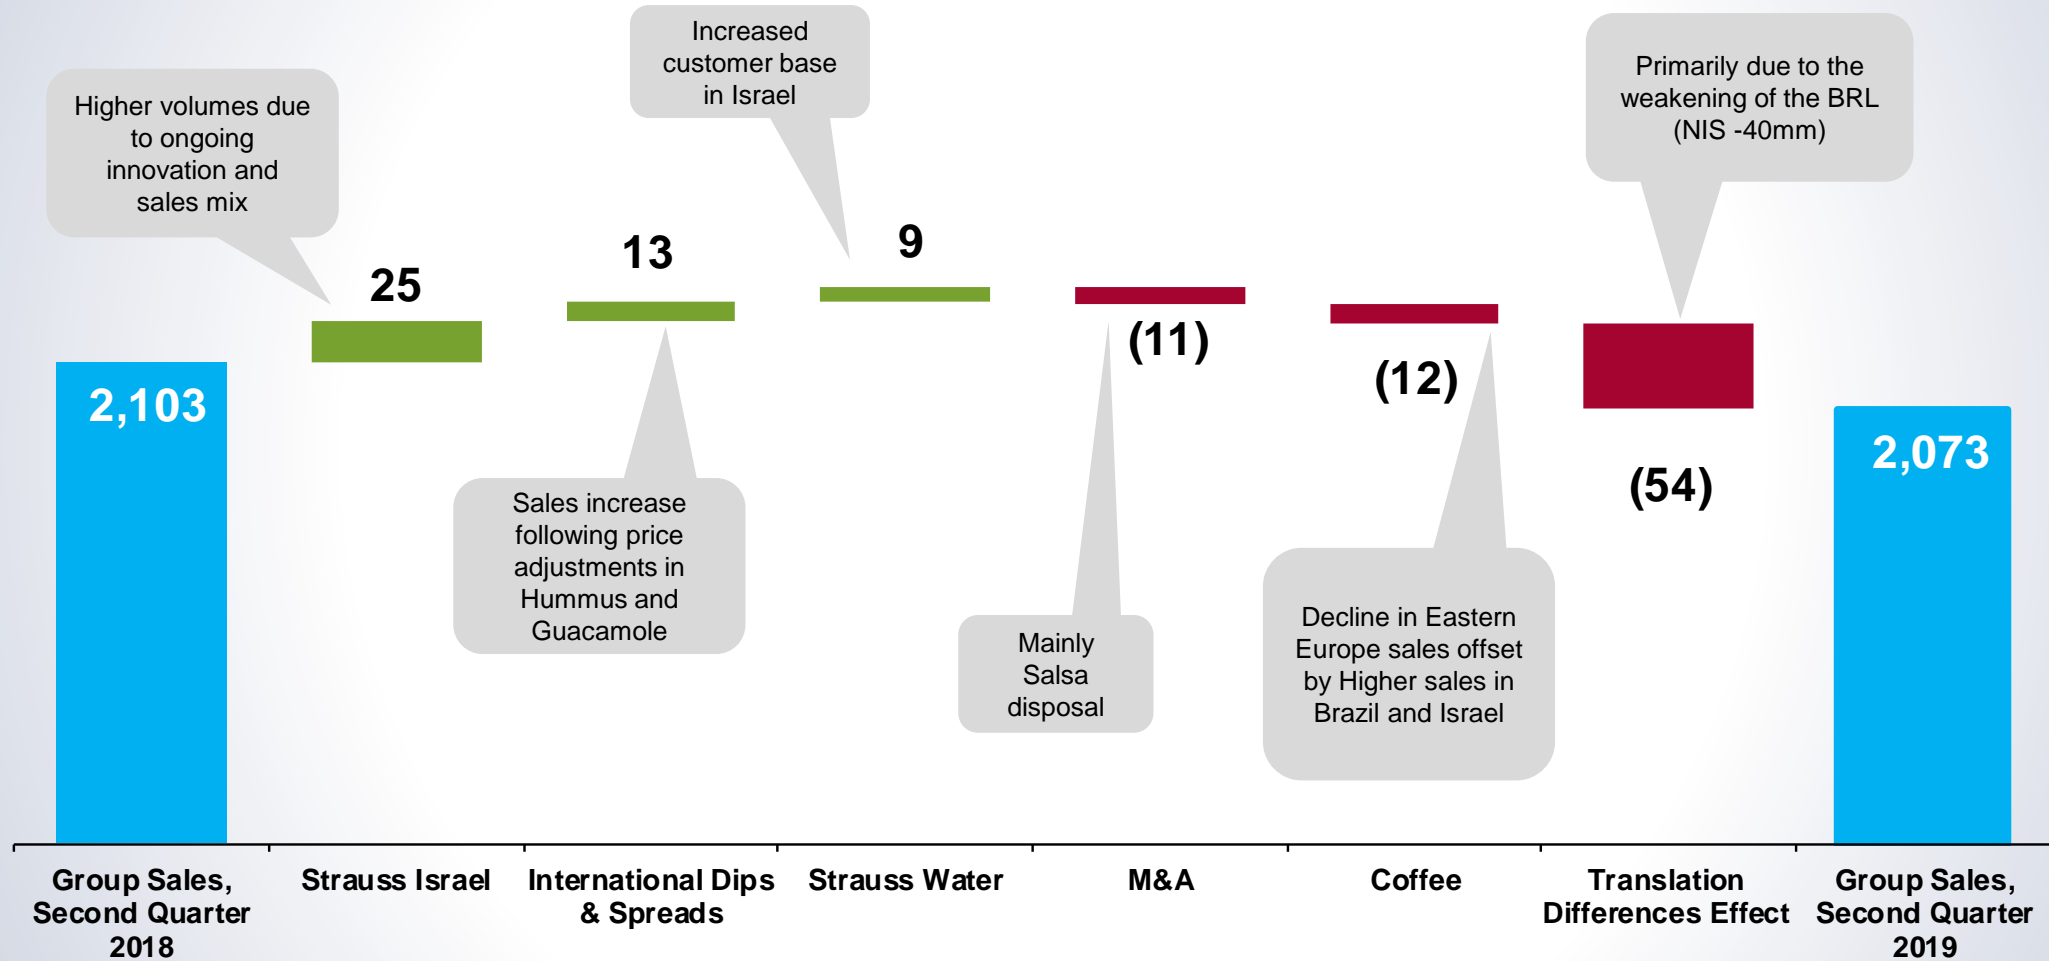 Increased
customer base
in Israel
Higher volumes due
to ongoing
innovation and
sales mix
Primarily due to the
weakening of the BRL
(NIS -40mm)
25
13
9
(11)
(12)
(54)
2,103
2,073
Sales increase
following price
adjustments in
Hummus and
Guacamole
Mainly
Salsa
disposal
Decline in Eastern
Europe sales offset
by Higher sales in
Brazil and Israel
Group Sales,
Second Quarter
2018
Strauss Israel
International Dips
& Spreads
Strauss Water
M&A
Coffee
Translation
Differences Effect
Group Sales,
Second Quarter
2019